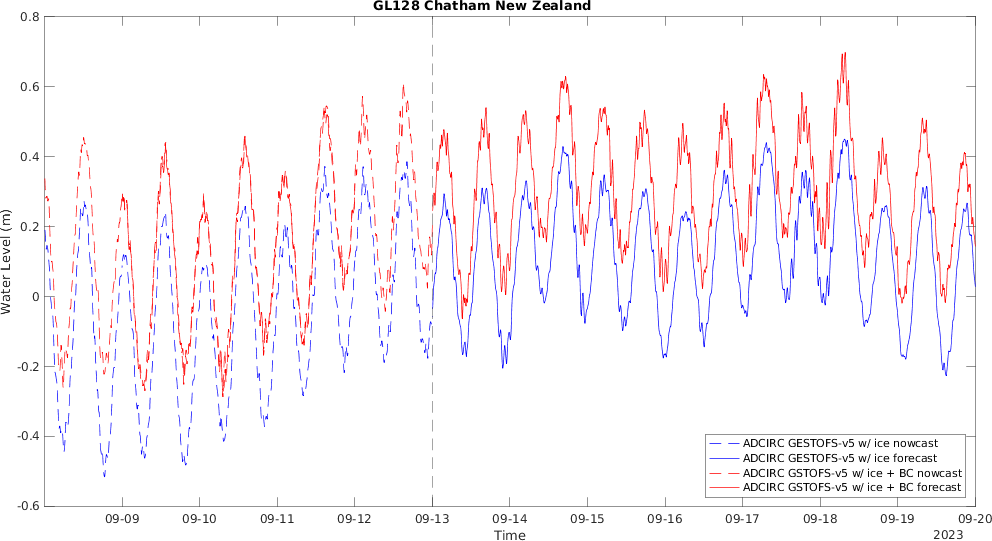 GL128 Chatham New Zealand
0.8
0.6
0.4
0.2
0
-0.2
-0.4
-0.6
Water Level (m)
ADCIRC GESTOFS-v5 w/ ice nowcast
ADCIRC GESTOFS-v5 w/ ice forecast
ADCIRC GSTOFS-v5 w/ ice + BC nowcast
ADCIRC GSTOFS-v5 w/ ice + BC forecast
09-09 09-10 09-11 09-12 09-13 09-14 09-15 09-16 09-17 09-18 09-19 09-20
Time
2023